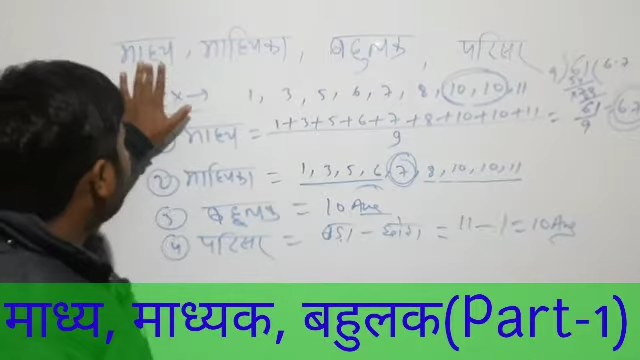 माध्य, माध्यिका, बहुलक, परिसर
x → 1, 3, 5, 6, 7, 8, 10, 10, 11
माध्य = 1+3+5+6+7+8+10+10+11 / 9 = 61 / 9
② माध्यिका = 1, 3, 5, 6, 7, 8, 10, 10, 11
③ बहुलक = 10 Ans
④ परिसर = बड़ा - छोटा = 11 - 1 = 10 Ans
माध्य, माध्यक, बहुलक(Part-1)